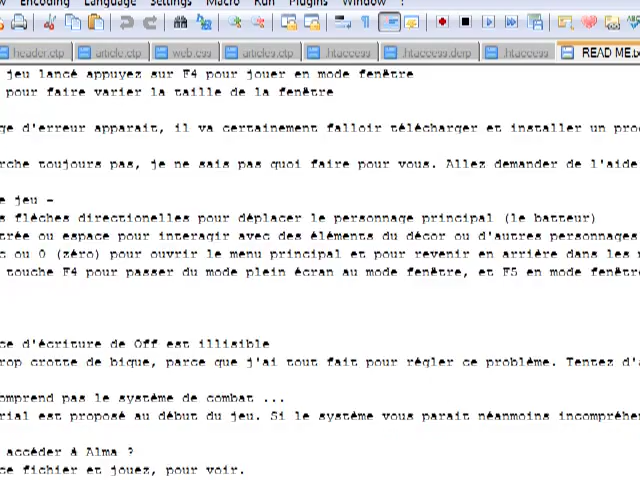 Encoding Language Settings Macro Run Plugins Window ?
header.ctp article.ctp web.css articles.ctp .htaccess .htaccess.derp .htaccess READ ME.t
jeu lancé appuyez sur F4 pour jouer en mode fenêtre
pour faire varier la taille de la fenêtre
ge d'erreur apparait, il va certainement falloir télécharger et installer un pro
rche toujours pas, je ne sais pas quoi faire pour vous. Allez demander de l'aide
e jeu -
s flèches directionelles pour déplacer le personnage principal (le batteur)
trée ou espace pour interagir avec des éléments du décor ou d'autres personnages
c ou 0 (zéro) pour ouvrir le menu principal et pour revenir en arrière dans les
touche F4 pour passer du mode plein écran au mode fenêtre, et F5 en mode fenêtr
ce d'écriture de Off est illisible
rop crotte de bique, parce que j'ai tout fait pour régler ce problème. Tentez d'
omprend pas le système de combat ...
rial est proposé au début du jeu. Si le système vous parait néanmoins incompréhe
accéder à Alma ?
ce fichier et jouez, pour voir.